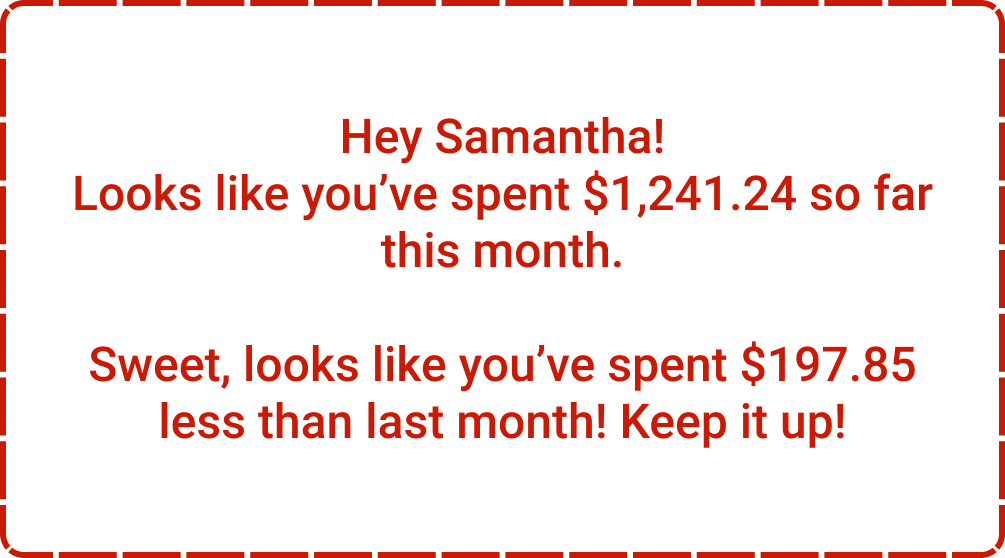 Hey Samantha!
Looks like you’ve spent $1,241.24 so far
this month.
Sweet, looks like you’ve spent $197.85
less than last month! Keep it up!